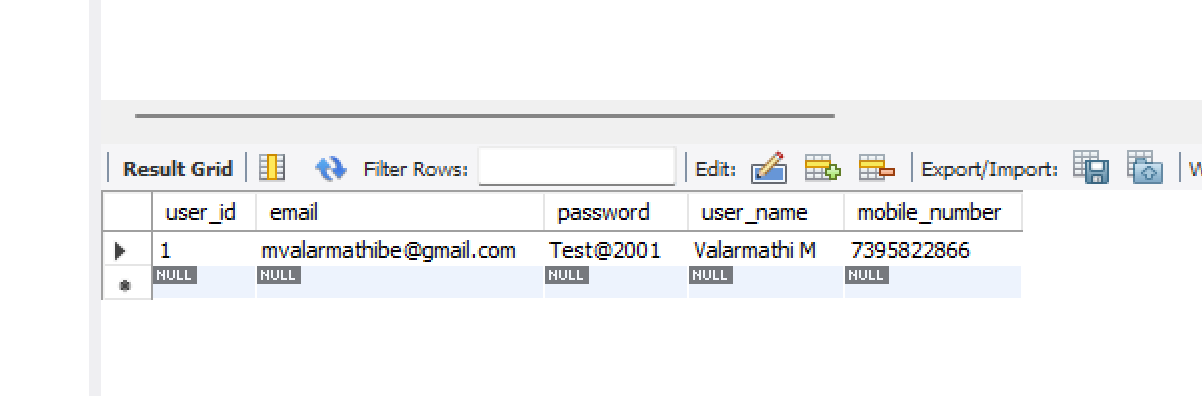 Result Grid Filter Rows: Edit: Export/Import: W
user_id email password user_name mobile_number
1 mvalarmathibe@gmail.com Test@2001 Valarmathi M 7395822866
NULL NULL NULL NULL NULL